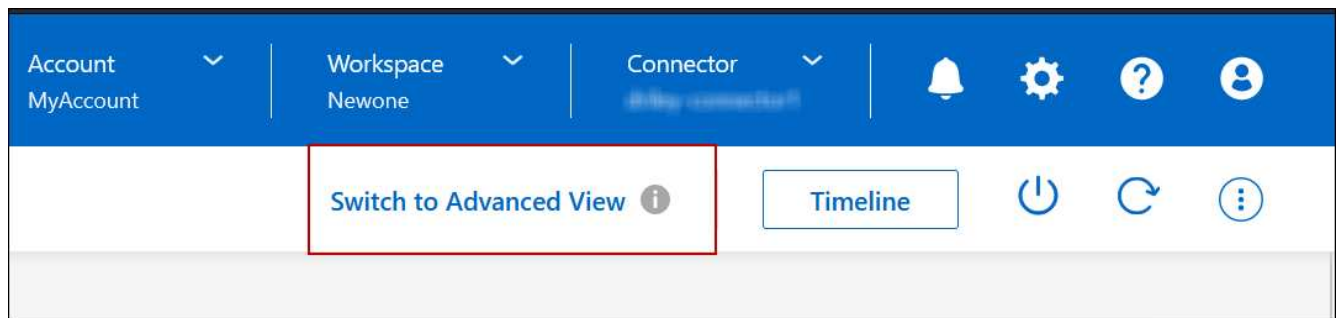 Account
MyAccount
Workspace
Newone
Connector
Switch to Advanced View
Timeline